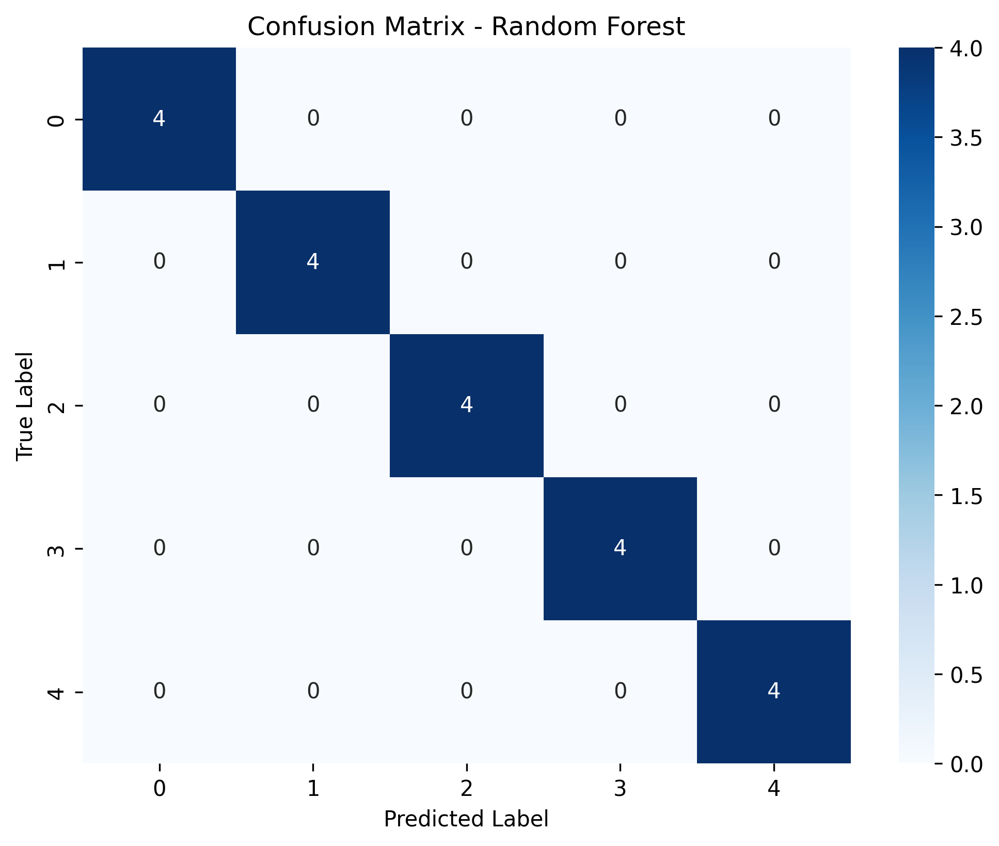 Confusion Matrix - Random Forest
4 0 0 0 0
0 4 0 0 0
0 0 4 0 0
0 0 0 4 0
0 0 0 0 4
0
1
2
3
4
True Label
0 1 2 3 4
Predicted Label
4.0
3.5
3.0
2.5
2.0
1.5
1.0
0.5
0.0